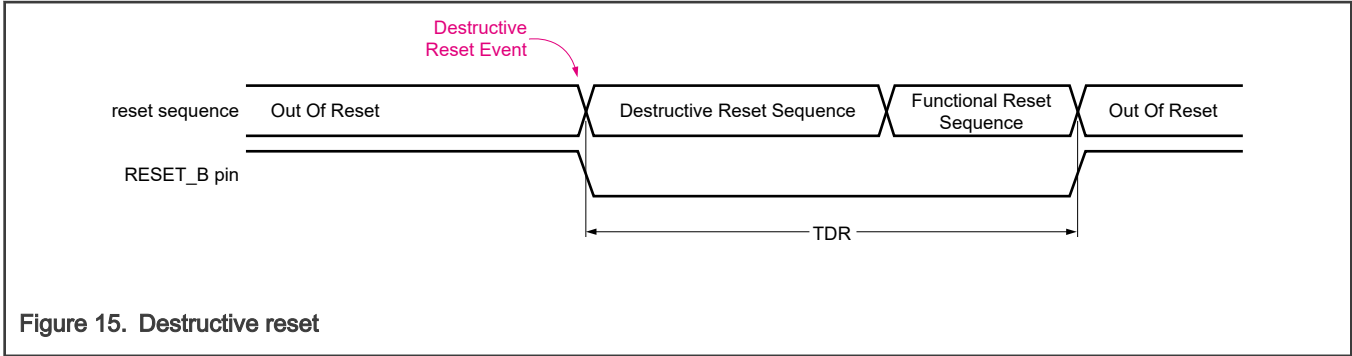 Destructive
Reset Event
reset sequence
Out Of Reset
Destructive Reset Sequence
Functional Reset
Sequence
Out Of Reset
RESET_B pin
TDR
Figure 15. Destructive reset